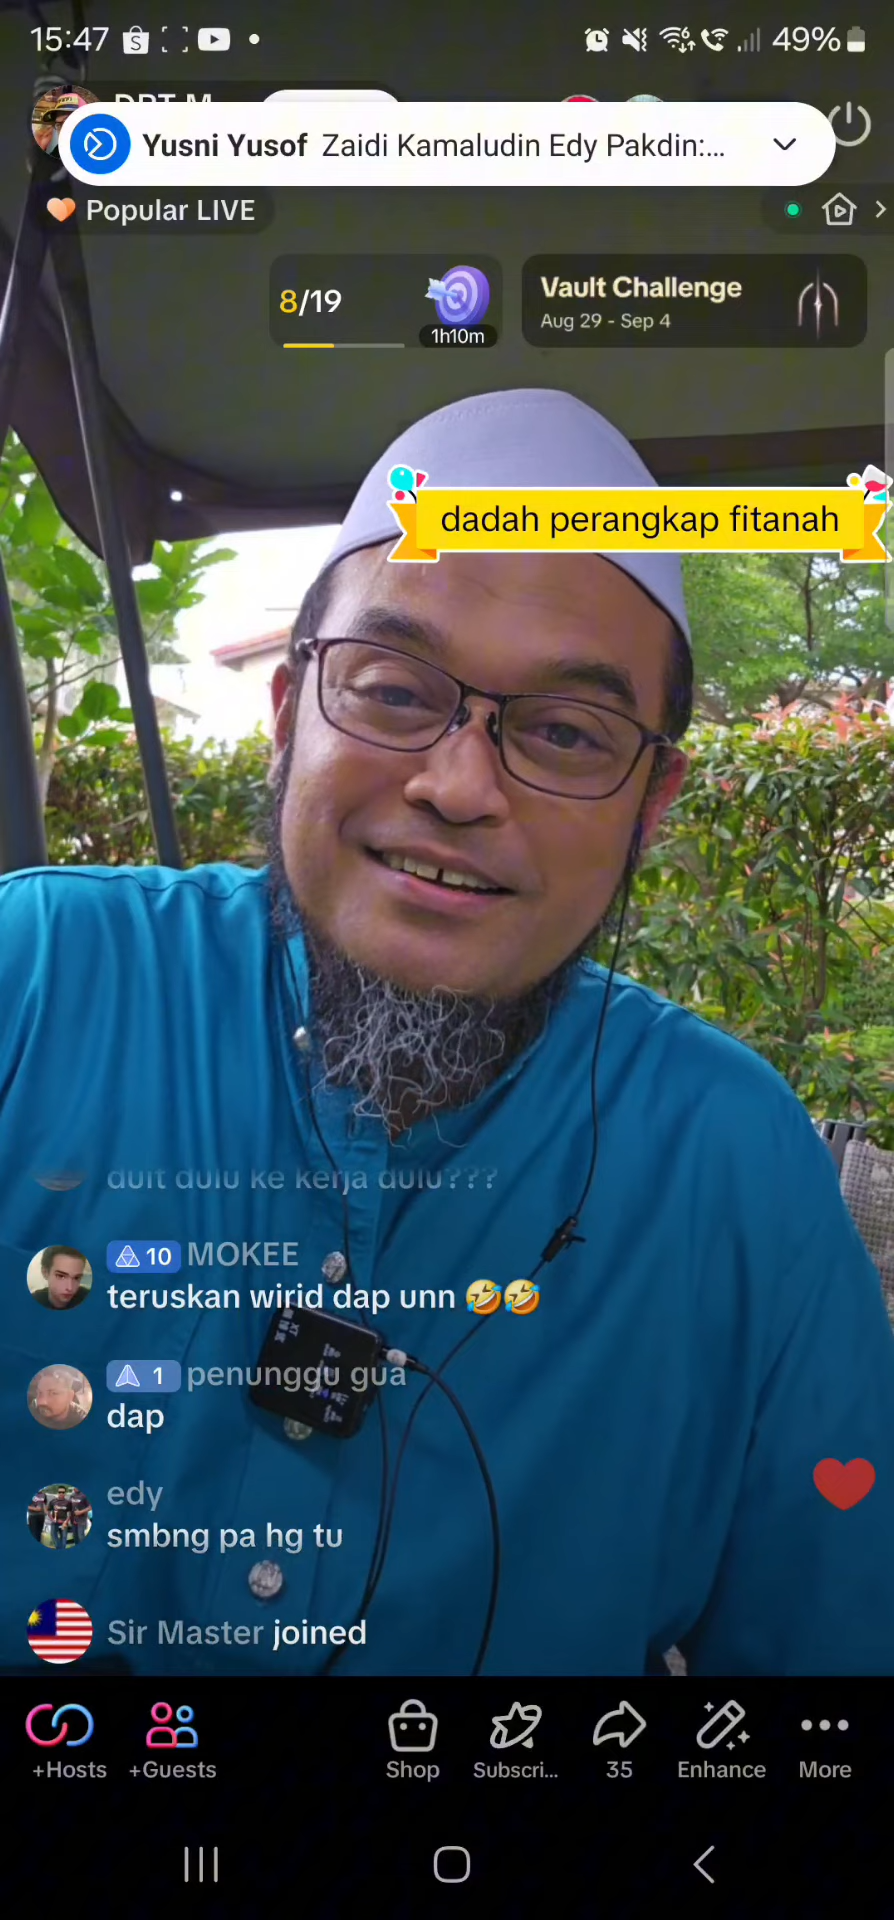 15:47
49%
Yusni Yusof Zaidi Kamaludin Edy Pakdin:...
Popular LIVE
8/19
1h10m
Vault Challenge
Aug 29 - Sep 4
dadah perangkap fitanah
duit dulu ke kerja dulu???
10 MOKEE
teruskan wirid dap unn 🤣🤣
1 penunggu gua
dap
edy
smbng pa hg tu
Sir Master joined
+Hosts
+Guests
Shop
Subscri...
35
Enhance
More